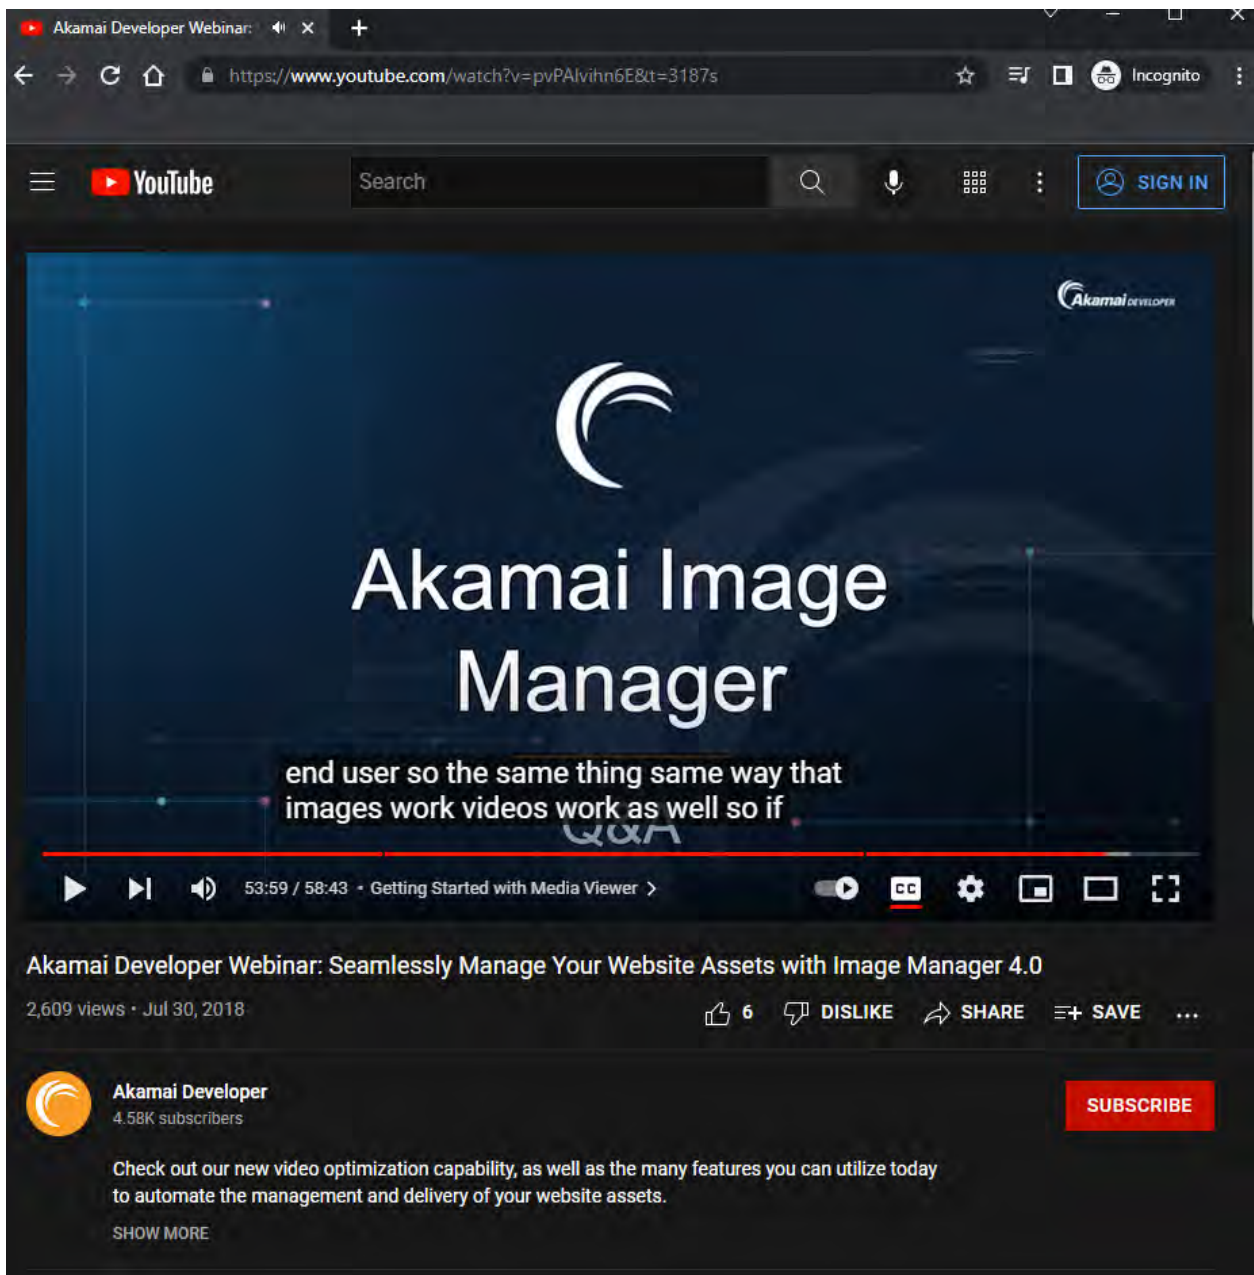 Akamai Developer Webinar:
https://www.youtube.com/watch?v=pvPAlvihn6E&t=3187s
Incognito
YouTube
Search
SIGN IN
Akamai DEVELOPER
Akamai Image
Manager
end user so the same thing same way that
images work videos work as well so if
Q&A
53:59 / 58:43 • Getting Started with Media Viewer >
CC
Akamai Developer Webinar: Seamlessly Manage Your Website Assets with Image Manager 4.0
2,609 views • Jul 30, 2018
6 DISLIKE SHARE SAVE ...
Akamai Developer
4.58K subscribers
SUBSCRIBE
Check out our new video optimization capability, as well as the many features you can utilize today
to automate the management and delivery of your website assets.
SHOW MORE